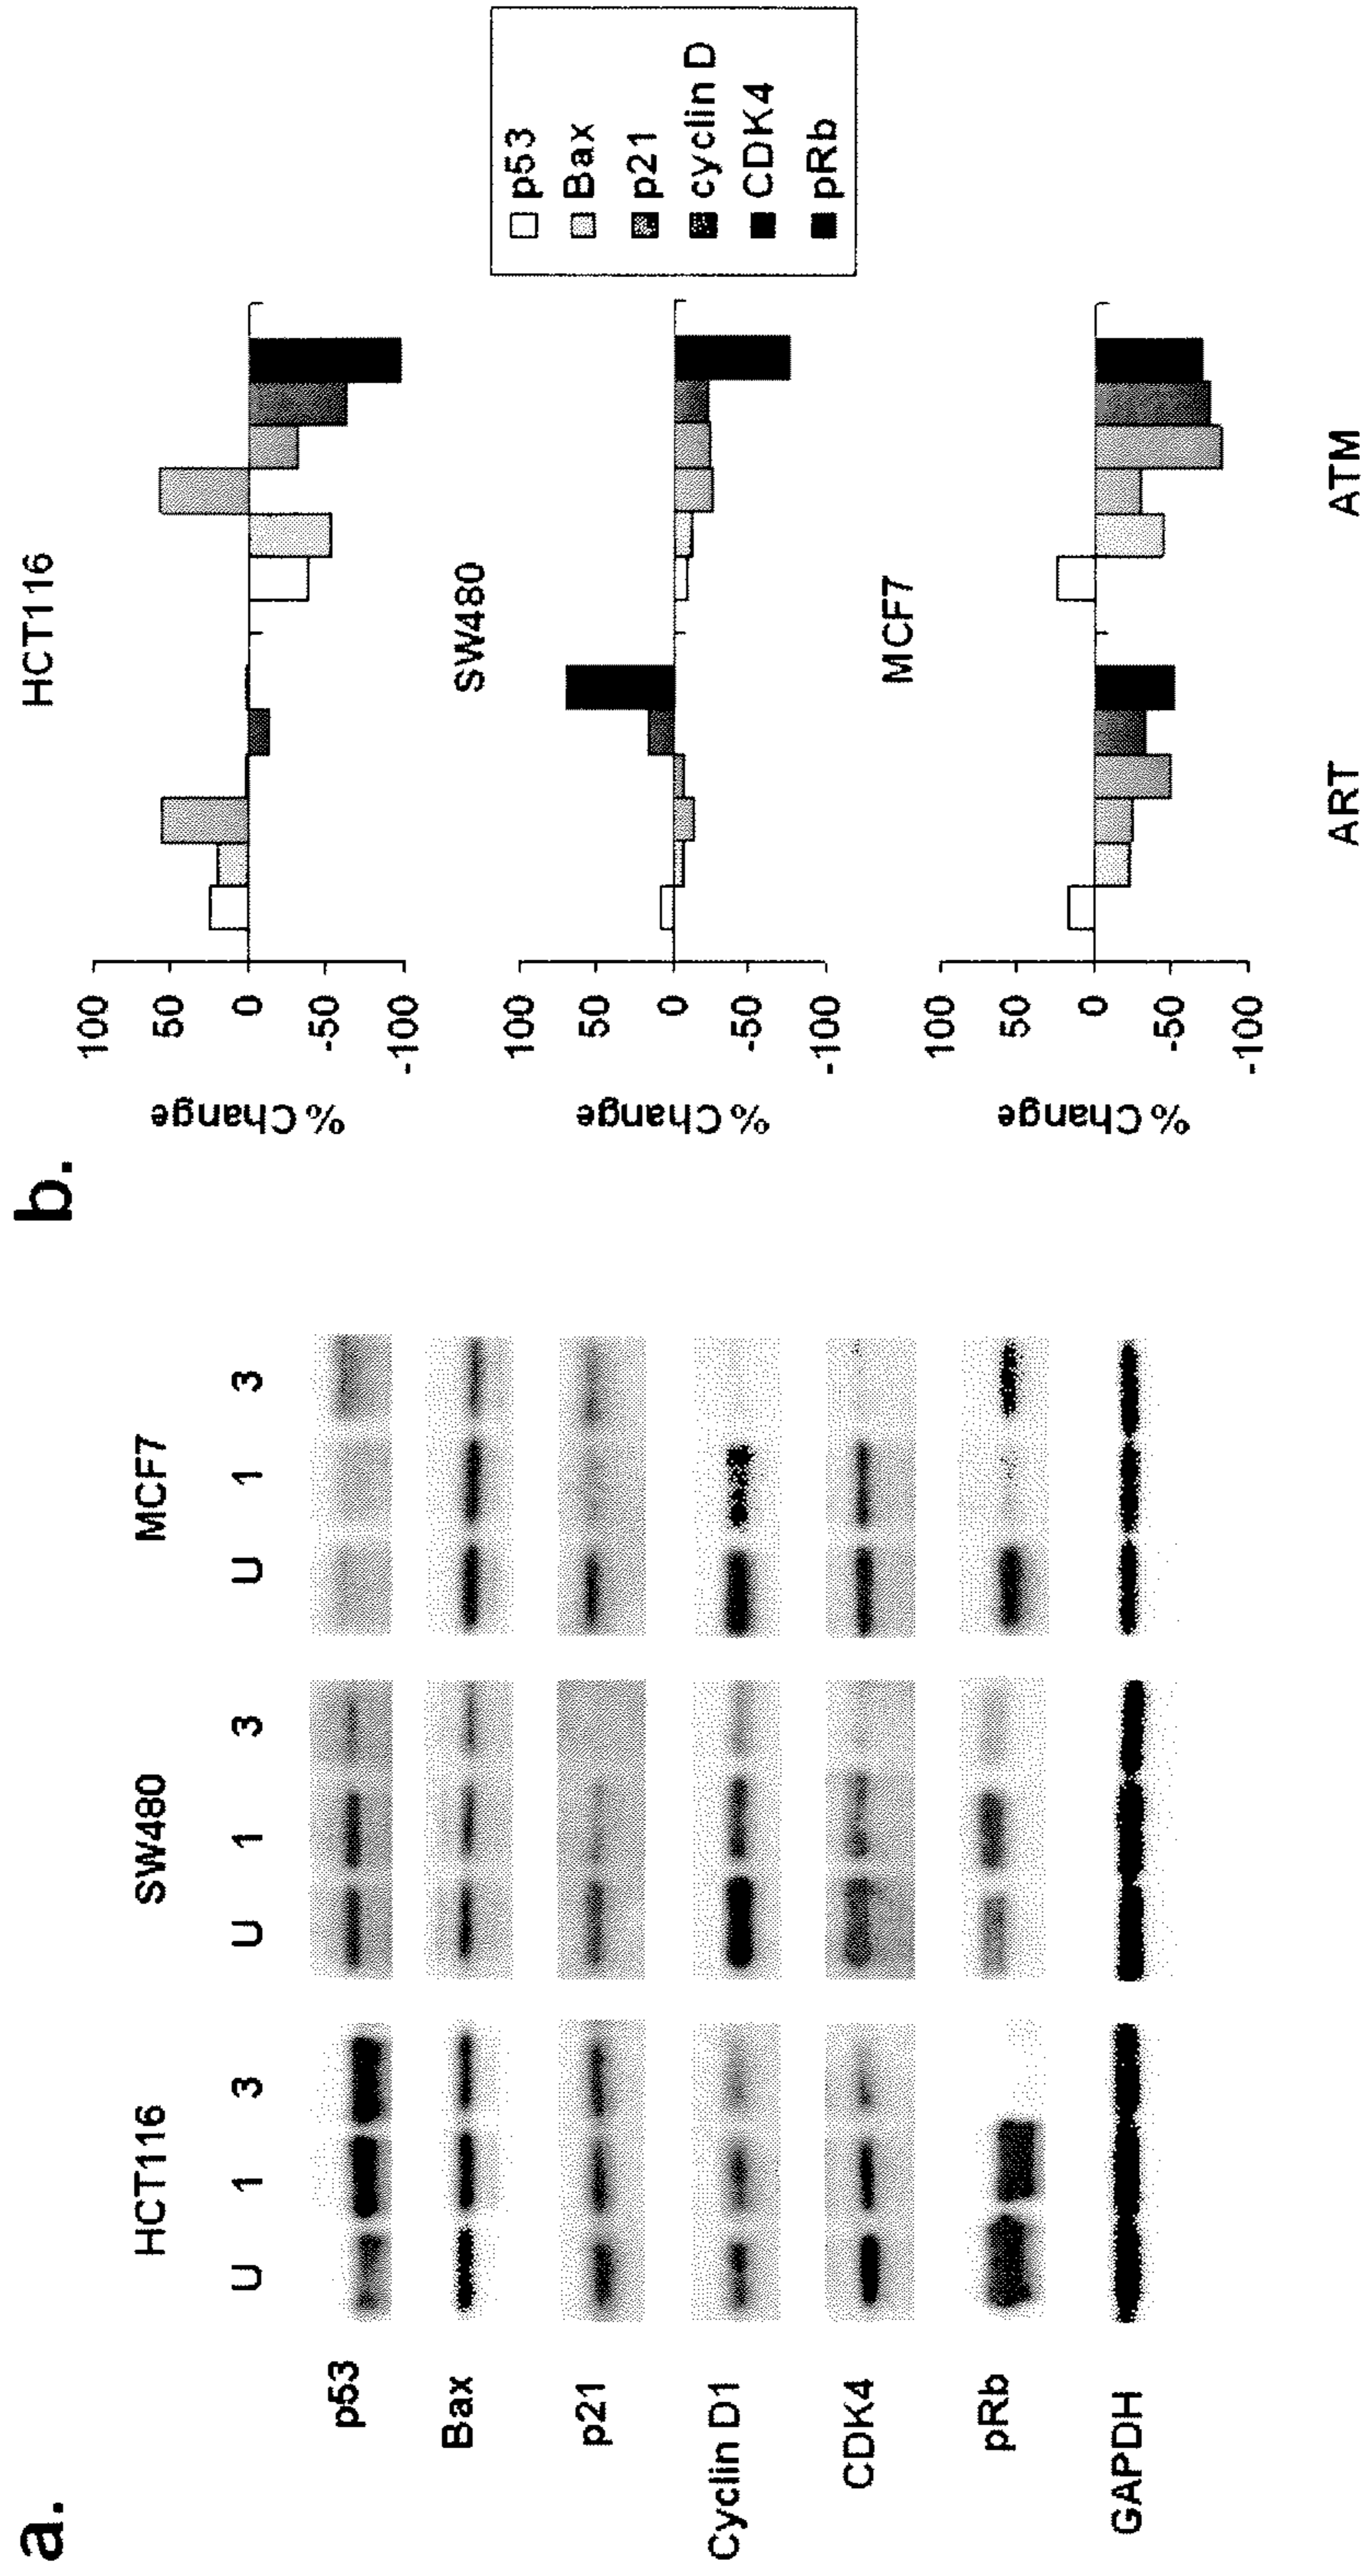 a.
HCT116 SW480 MCF7
U 1 3 U 1 3 U 1 3
p53
Bax
p21
Cyclin D1
CDK4
pRb
GAPDH
b.
HCT116
% Change
100
50
0
-50
-100
SW480
% Change
100
50
0
-50
-100
MCF7
% Change
100
50
0
-50
-100
ART ATM
p53
Bax
p21
cyclin D
CDK4
pRb